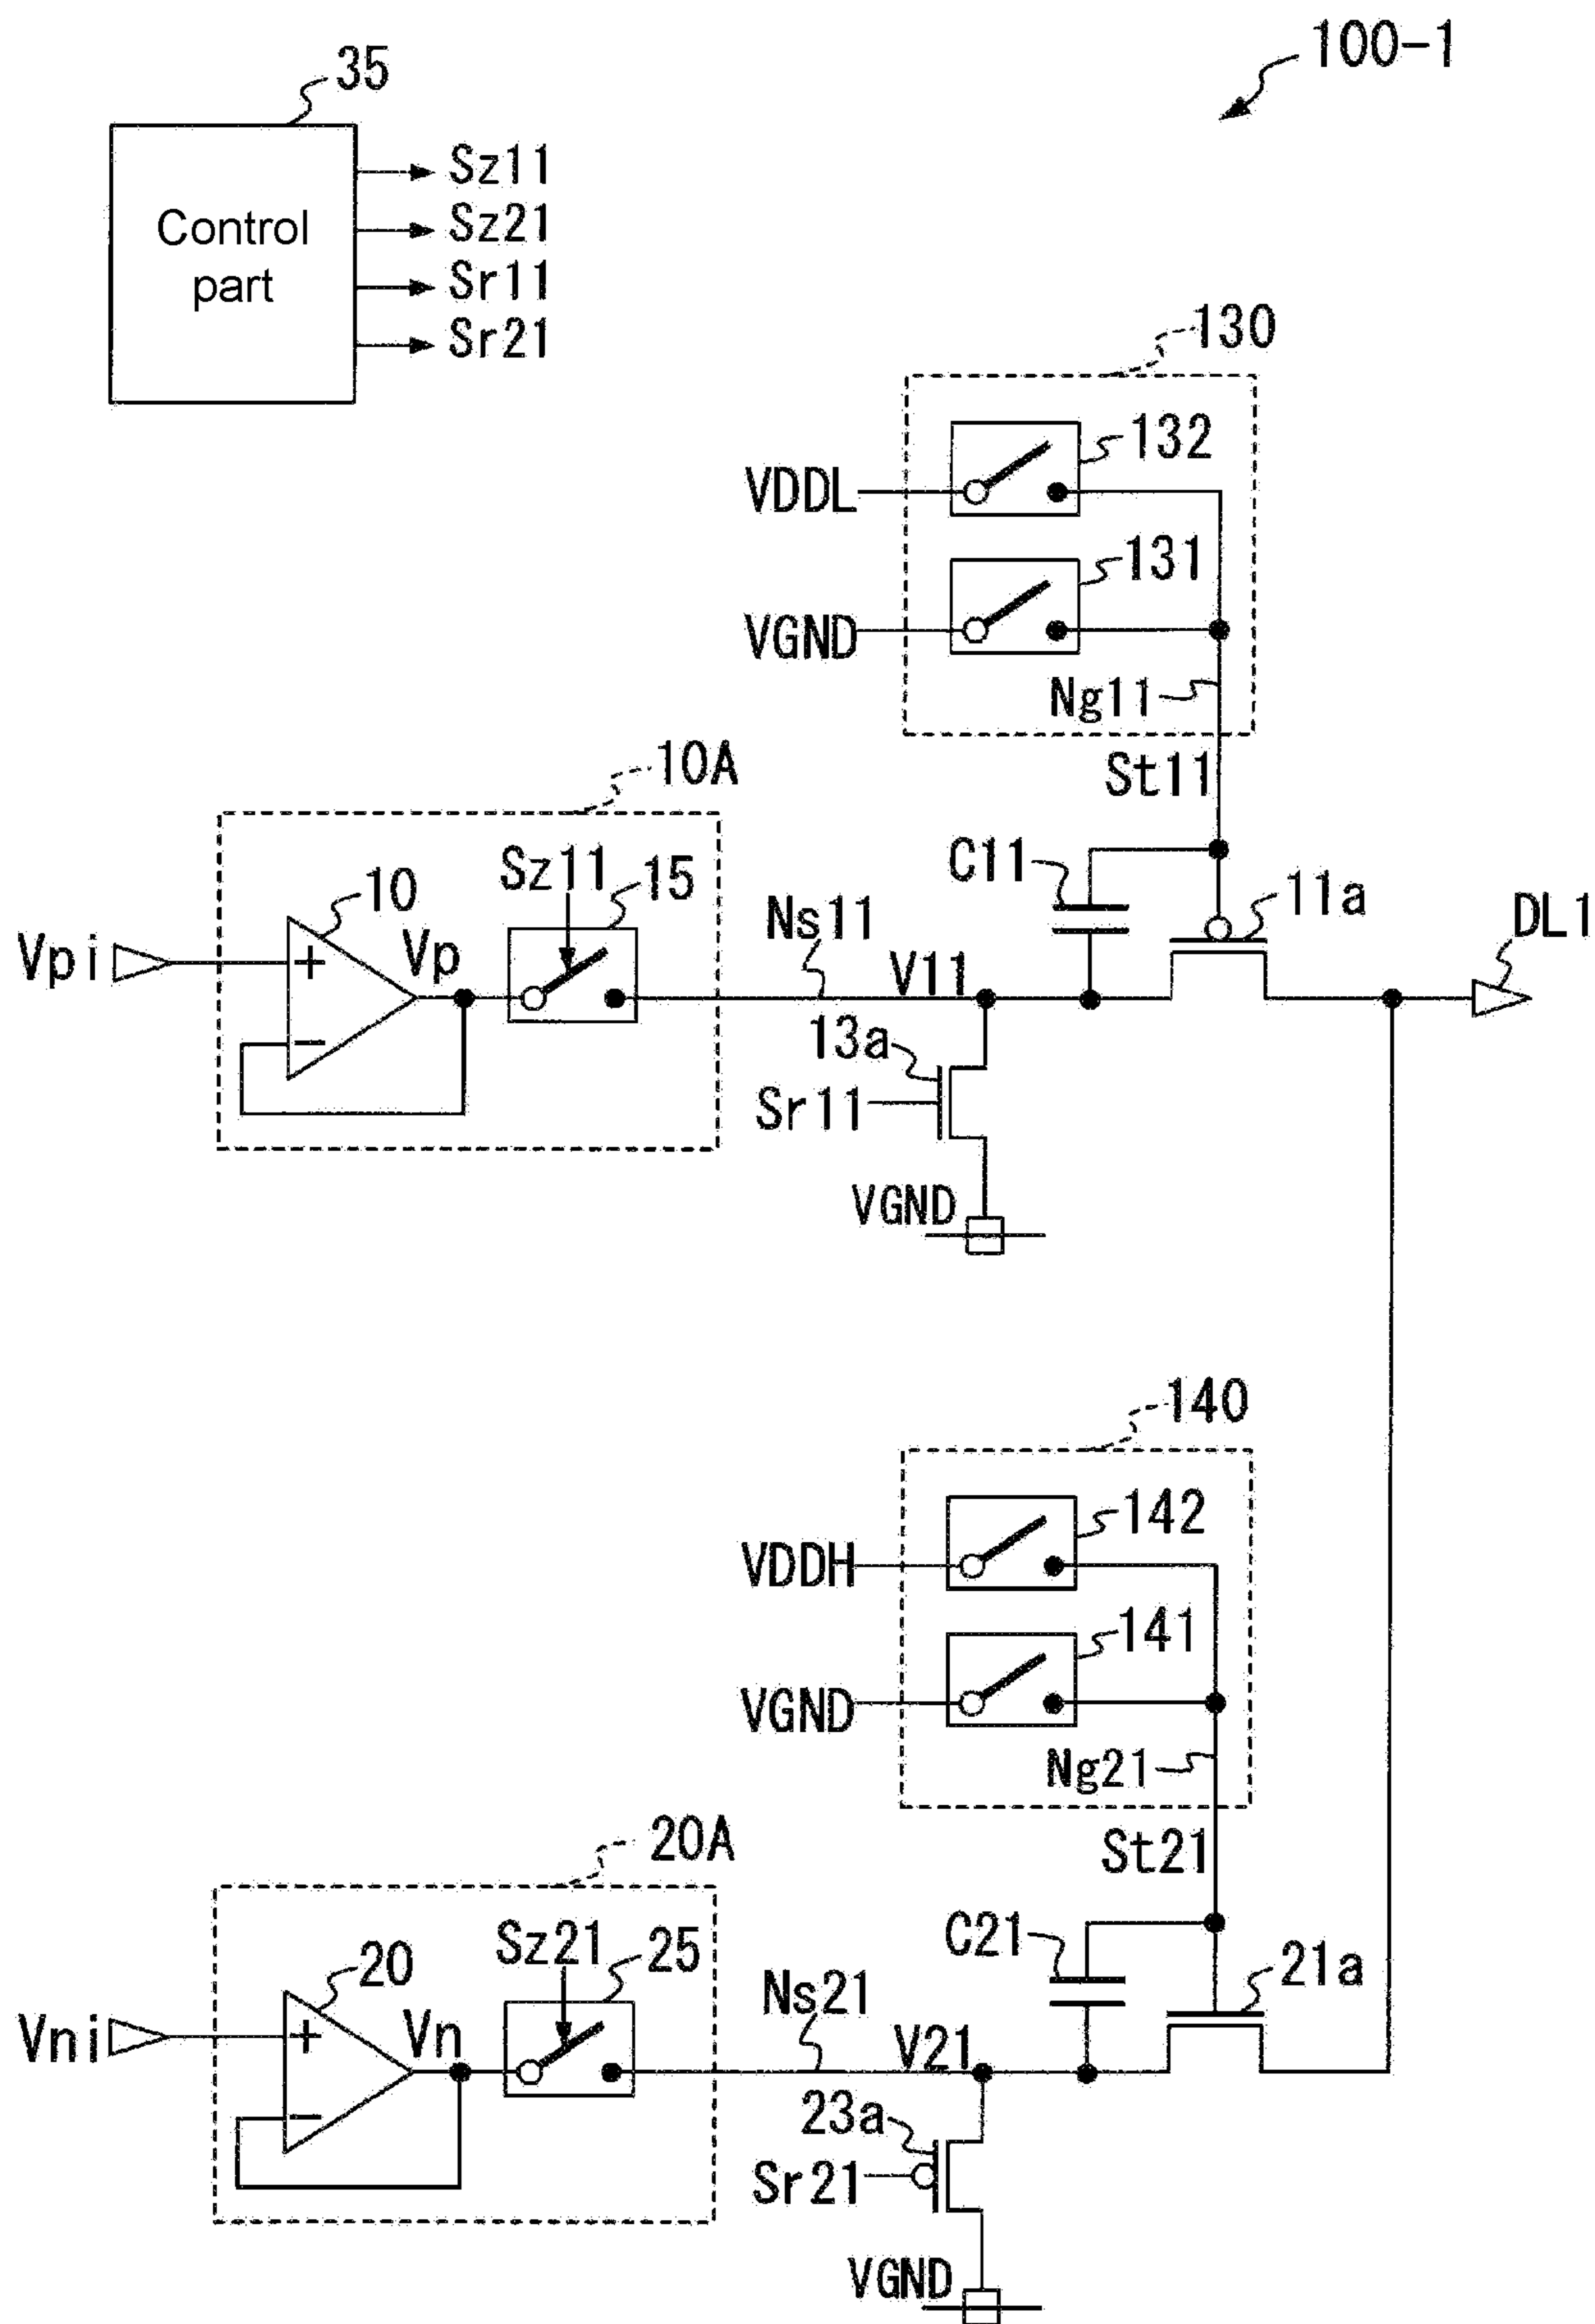 100-1
35
Control
part
Sz11
Sz21
Sr11
Sr21
130
VDDL
132
VGND
131
Ng11
St11
10A
10
Vpi
+
−
Vp
Sz11
15
Ns11
V11
C11
11a
DL1
13a
Sr11
VGND
140
VDDH
142
VGND
141
Ng21
St21
20A
20
Vni
+
−
Vn
Sz21
25
Ns21
V21
C21
21a
23a
Sr21
VGND